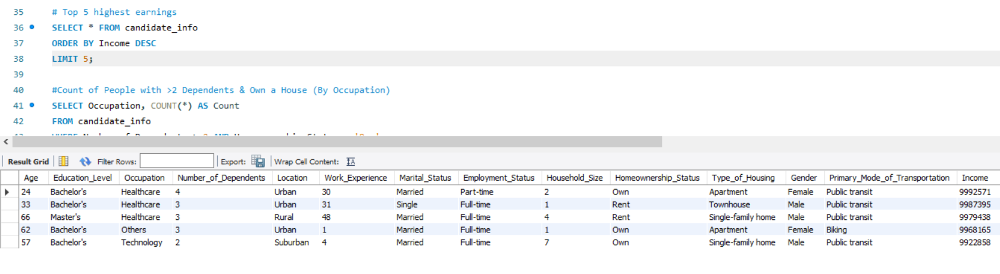 35 # Top 5 highest earnings
36 SELECT * FROM candidate_info
37 ORDER BY Income DESC
38 LIMIT 5;
39
40 #Count of People with >2 Dependents & Own a House (By Occupation)
41 SELECT Occupation, COUNT(*) AS Count
42 FROM candidate_info
Result Grid Filter Rows: Export: Wrap Cell Content:
Age Education_Level Occupation Number_of_Dependents Location Work_Experience Marital_Status Employment_Status Household_Size Homeownership_Status Type_of_Housing Gender Primary_Mode_of_Transportation Income
24 Bachelor's Healthcare 4 Urban 30 Married Part-time 2 Own Apartment Female Public transit 9992571
33 Bachelor's Healthcare 3 Urban 31 Single Full-time 1 Rent Townhouse Male Public transit 9987395
66 Master's Healthcare 3 Rural 48 Married Full-time 4 Rent Single-family home Male Public transit 9979438
62 Bachelor's Others 3 Urban 1 Married Full-time 1 Own Apartment Female Biking 9968165
57 Bachelor's Technology 2 Suburban 4 Married Full-time 7 Own Single-family home Male Public transit 9922858